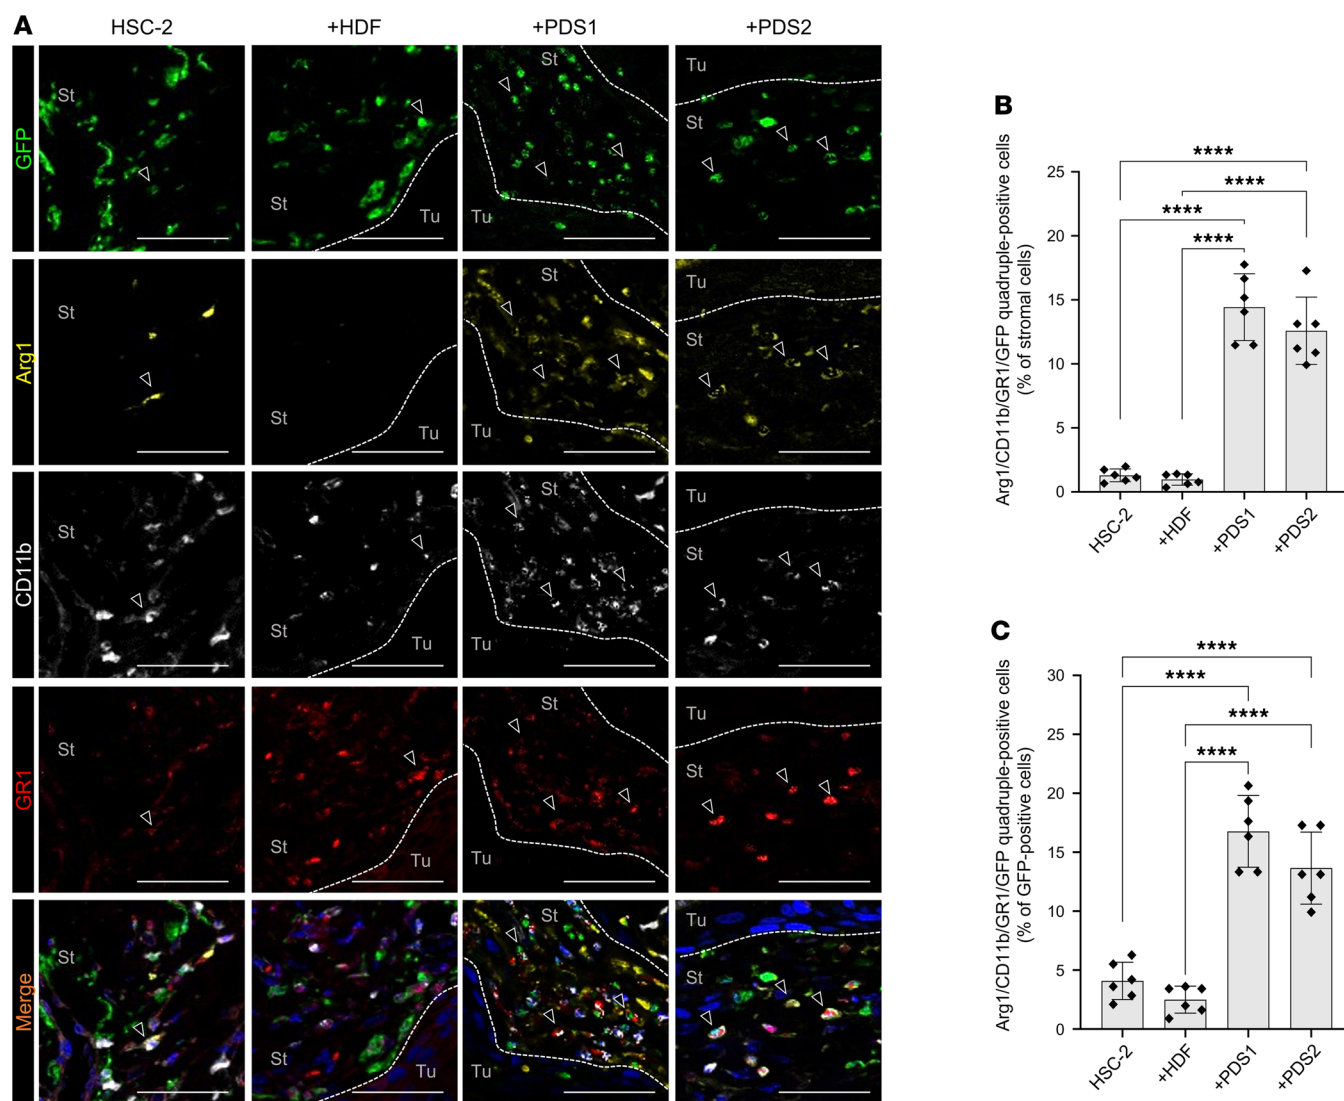 A
HSC-2 +HDF +PDS1 +PDS2
GFP
St
St Tu
St Tu
Tu St
Arg1
St
St Tu
St Tu
Tu St
CD11b
St
St Tu
St Tu
Tu St
GR1
St
St Tu
St Tu
Tu St
Merge
St
St Tu
St Tu
Tu St
B
Arg1/CD11b/GR1/GFP quadruple-positive cells
(% of stromal cells)
25
20
15
10
5
0
****
****
****
****
HSC-2 +HDF +PDS1 +PDS2
C
Arg1/CD11b/GR1/GFP quadruple-positive cells
(% of GFP-positive cells)
30
25
20
15
10
5
0
****
****
****
****
HSC-2 +HDF +PDS1 +PDS2